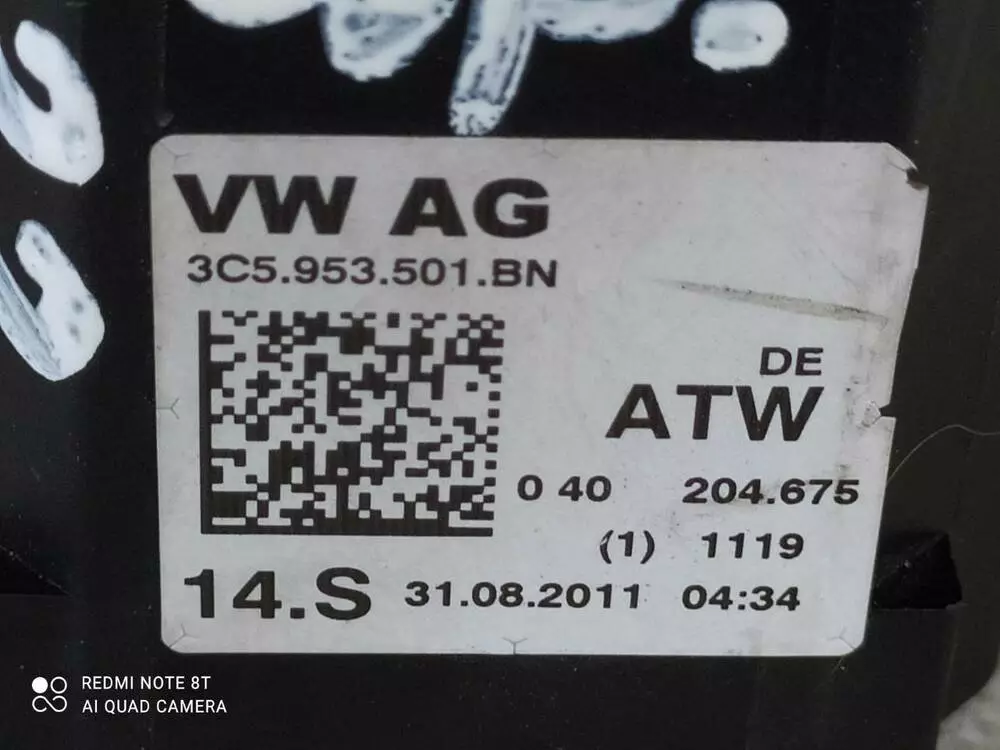 VW AG
3C5.953.501.BN
DE
ATW
0 40 204.675
(1) 1119
14.S 31.08.2011 04:34
REDMI NOTE 8T
AI QUAD CAMERA